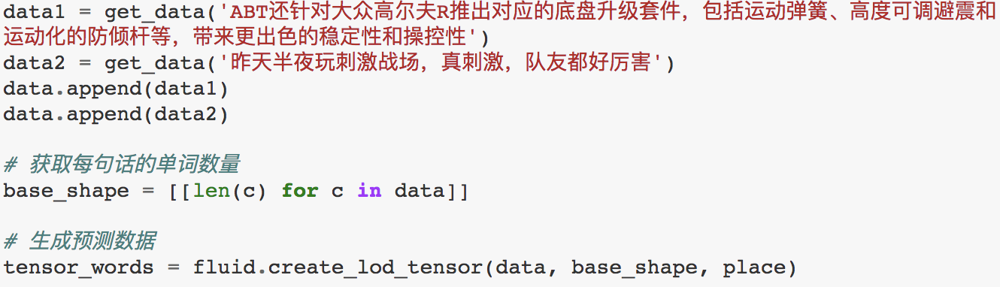 data1 = get_data('ABT还针对大众高尔夫R推出对应的底盘升级套件，包括运动弹簧、高度可调避震和
运动化的防倾杆等，带来更出色的稳定性和操控性')
data2 = get_data('昨天半夜玩刺激战场，真刺激，队友都好厉害')
data.append(data1)
data.append(data2)
# 获取每句话的单词数量
base_shape = [[len(c) for c in data]]
# 生成预测数据
tensor_words = fluid.create_lod_tensor(data, base_shape, place)